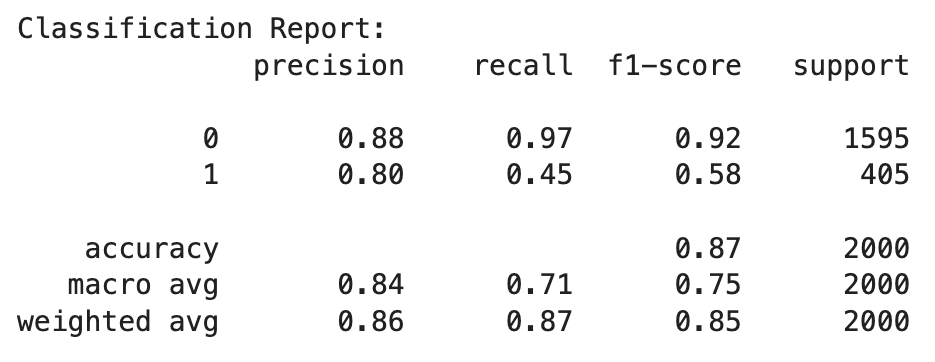 Classification Report:
precision recall f1-score support
0 0.88 0.97 0.92 1595
1 0.80 0.45 0.58 405
accuracy 0.87 2000
macro avg 0.84 0.71 0.75 2000
weighted avg 0.86 0.87 0.85 2000